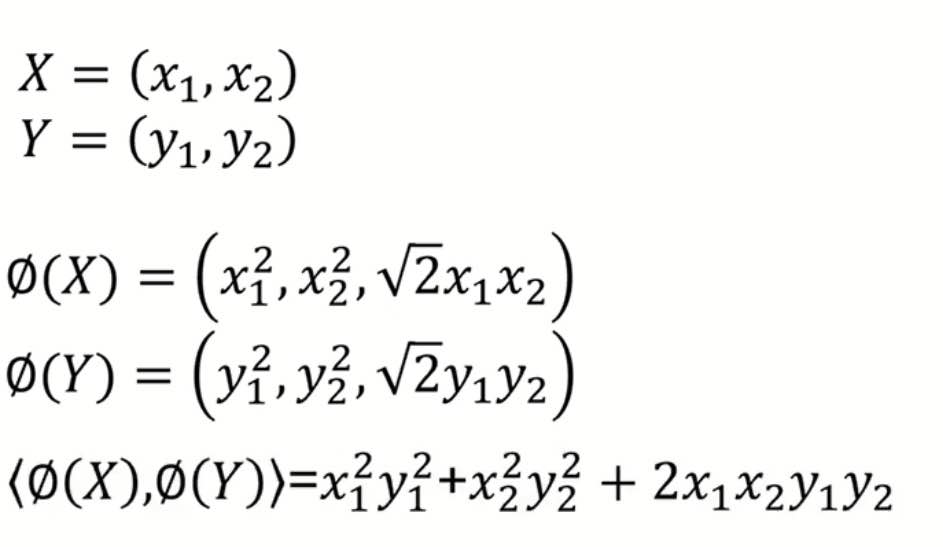 X = (x₁, x₂)
Y = (y₁, y₂)
∅(X) = (x₁², x₂², √2x₁x₂)
∅(Y) = (y₁², y₂², √2y₁y₂)
⟨∅(X),∅(Y)⟩=x₁²y₁²+x₂²y₂² + 2x₁x₂y₁y₂